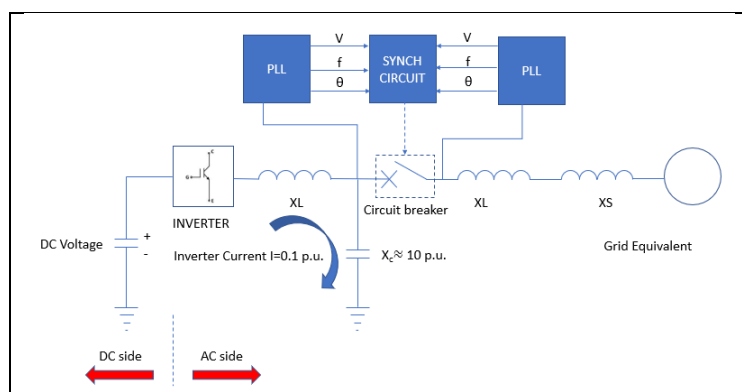 V
V
PLL
f
SYNCH
CIRCUIT
f
PLL
θ
θ
C
G
E
XL
XL
XS
INVERTER
Circuit breaker
DC Voltage
+
-
Inverter Current I=0.1 p.u.
Xc≈ 10 p.u.
Grid Equivalent
DC side
AC side